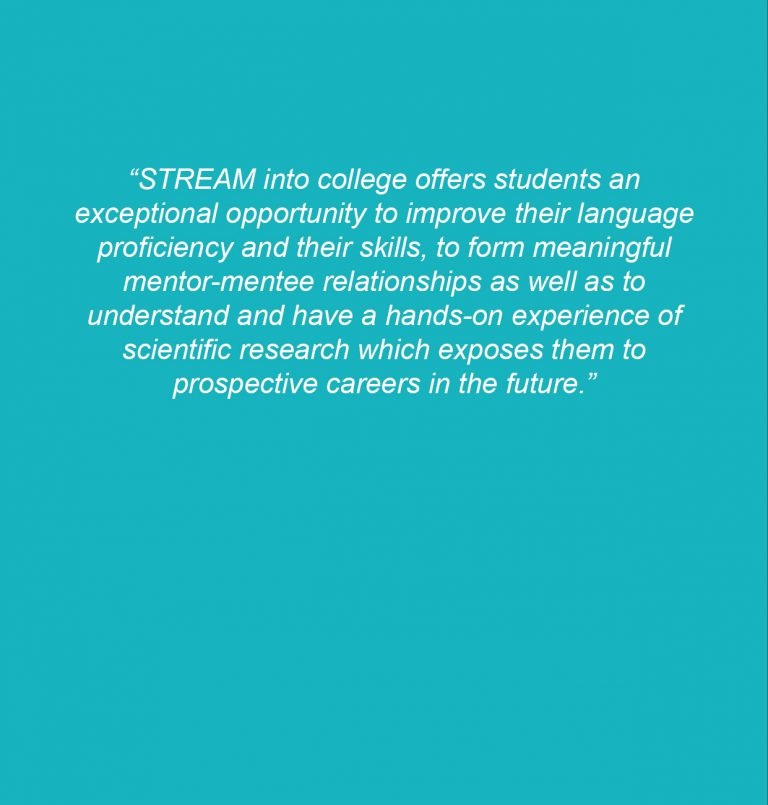 “STREAM into college offers students an
exceptional opportunity to improve their language
proficiency and their skills, to form meaningful
mentor-mentee relationships as well as to
understand and have a hands-on experience of
scientific research which exposes them to
prospective careers in the future.”